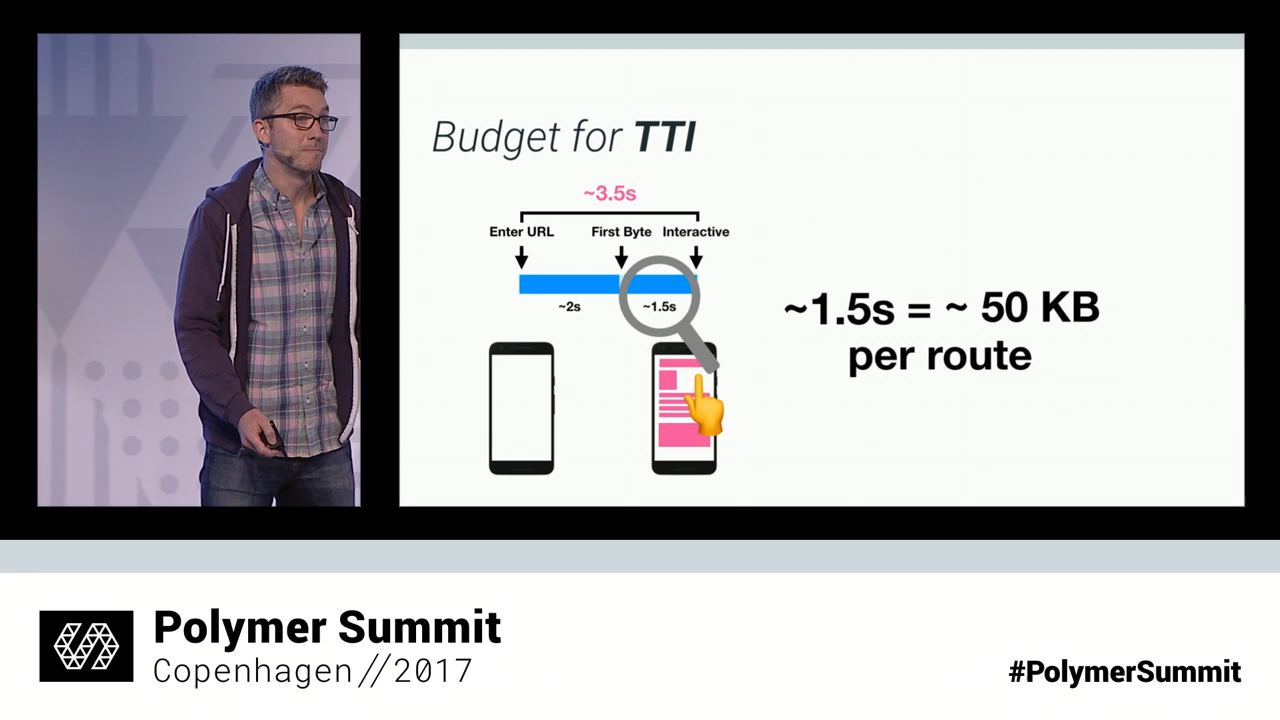 Budget for TTI
~3.5s
Enter URL First Byte Interactive
~2s ~1.5s
~1.5s = ~ 50 KB
per route
Polymer Summit
Copenhagen//2017
#PolymerSummit